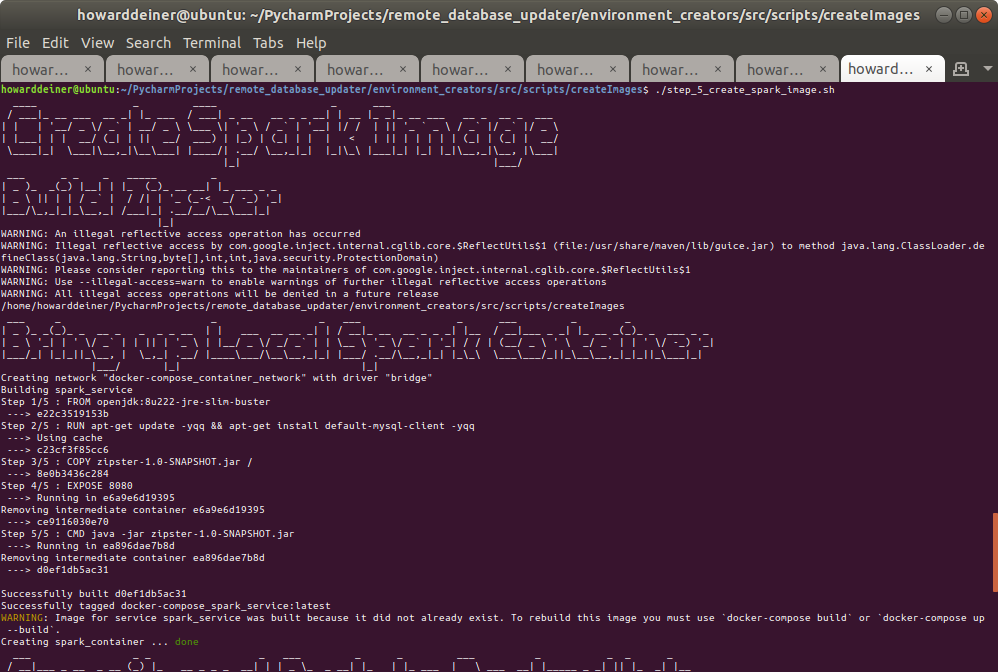 howarddeiner@ubuntu: ~/PycharmProjects/remote_database_updater/environment_creators/src/scripts/createImages
File Edit View Search Terminal Tabs Help
howar... × howar... × howar... × howar... × howar... × howar... × howar... × howar... × howard... ×
howarddeiner@ubuntu:~/PycharmProjects/remote_database_updater/environment_creators/src/scripts/createImages$ ./step_5_create_spark_image.sh
Create Spark Image
Build Zipster
WARNING: An illegal reflective access operation has occurred
WARNING: Illegal reflective access by com.google.inject.internal.cglib.core.$ReflectUtils$1 (file:/usr/share/maven/lib/guice.jar) to method java.lang.ClassLoader.de
fineClass(java.lang.String,byte[],int,int,java.security.ProtectionDomain)
WARNING: Please consider reporting this to the maintainers of com.google.inject.internal.cglib.core.$ReflectUtils$1
WARNING: Use --illegal-access=warn to enable warnings of further illegal reflective access operations
WARNING: All illegal access operations will be denied in a future release
/home/howarddeiner/PycharmProjects/remote_database_updater/environment_creators/src/scripts/createImages
Bring up Local Spark Container
Creating network "docker-compose_container_network" with driver "bridge"
Building spark_service
Step 1/5 : FROM openjdk:8u222-jre-slim-buster
---> e22c3519153b
Step 2/5 : RUN apt-get update -yqq && apt-get install default-mysql-client -yqq
---> Using cache
---> c23cf3f85cc6
Step 3/5 : COPY zipster-1.0-SNAPSHOT.jar /
---> 8e0b3436c284
Step 4/5 : EXPOSE 8080
---> Running in e6a9e6d19395
Removing intermediate container e6a9e6d19395
---> ce9116030e70
Step 5/5 : CMD java -jar zipster-1.0-SNAPSHOT.jar
---> Running in ea896dae7b8d
Removing intermediate container ea896dae7b8d
---> d0ef1db5ac31
Successfully built d0ef1db5ac31
Successfully tagged docker-compose_spark_service:latest
WARNING: Image for service spark_service was built because it did not already exist. To rebuild this image you must use `docker-compose build` or `docker-compose up
--build`.
Creating spark_container ... done